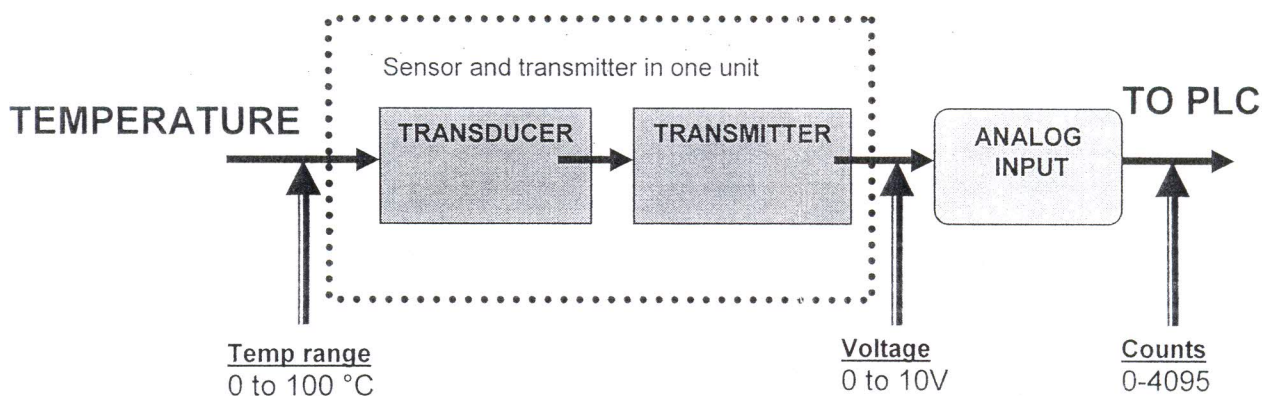 Sensor and transmitter in one unit
TEMPERATURE
TRANSDUCER
TRANSMITTER
ANALOG
INPUT
TO PLC
Temp range
0 to 100 °C
Voltage
0 to 10V
Counts
0-4095